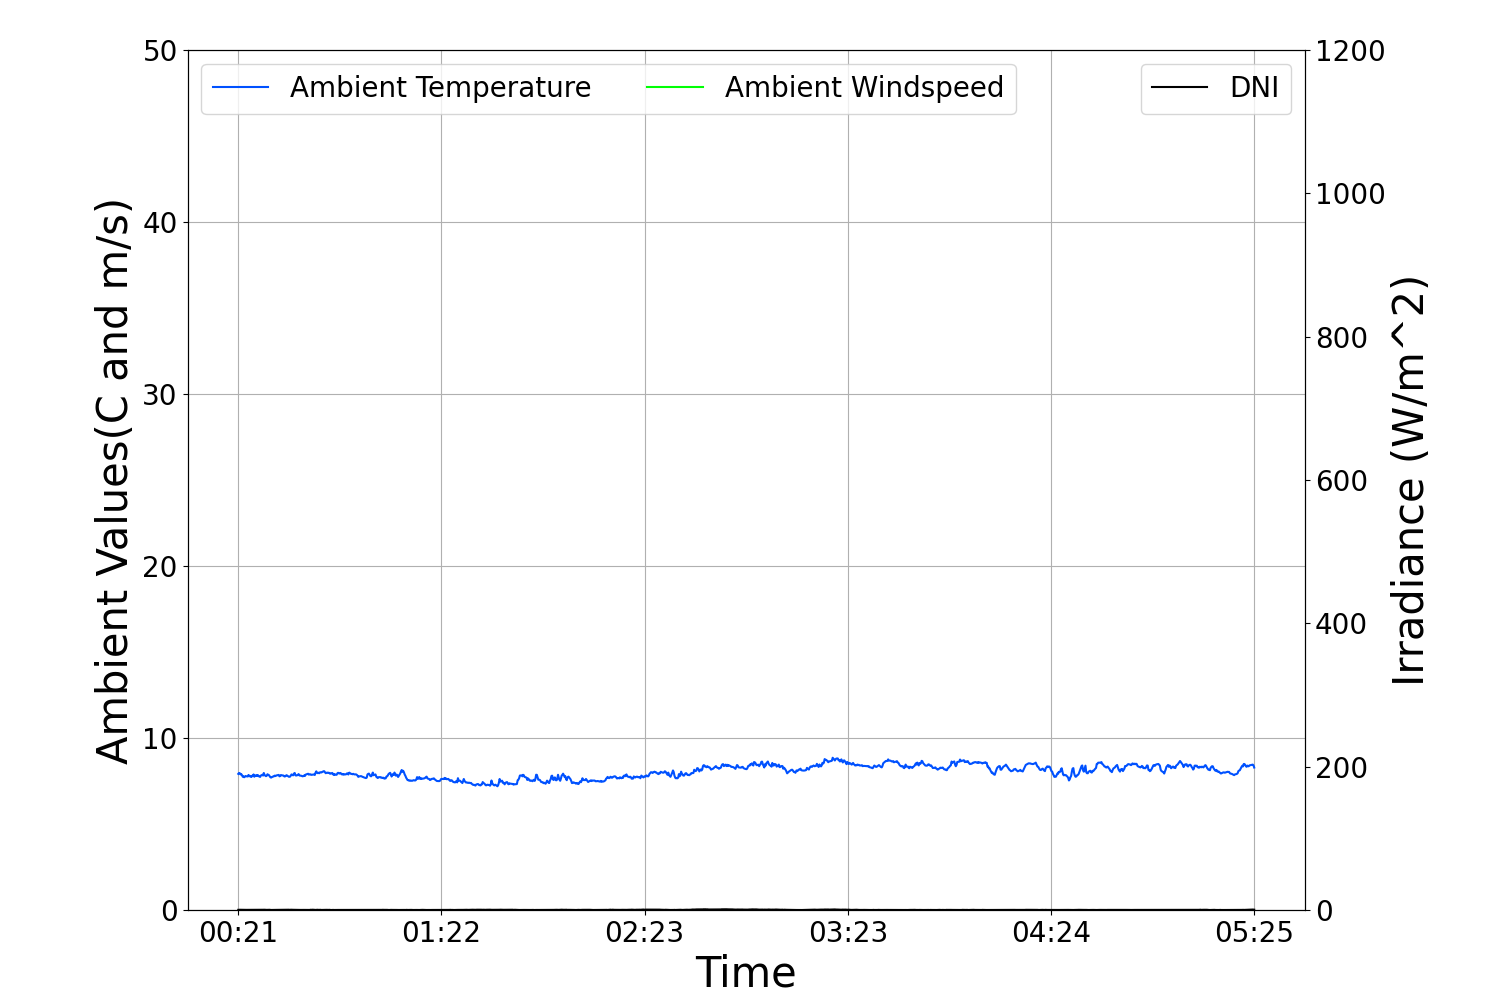 Ambient Temperature
Ambient Windspeed
DNI
Ambient Values(C and m/s)
50
40
30
20
10
0
1200
1000
800
600
400
200
0
Irradiance (W/m^2)
00:21 01:22 02:23 03:23 04:24 05:25
Time